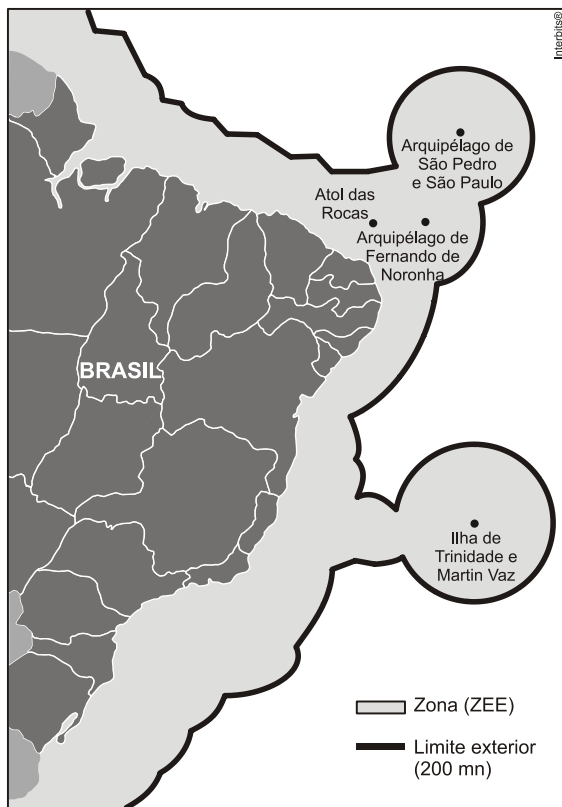 Interbits®
Arquipélago de
São Pedro
e São Paulo
Atol das
Rocas
Arquipélago de
Fernando de
Noronha
BRASIL
Ilha de
Trinidade e
Martin Vaz
Zona (ZEE)
Limite exterior
(200 mn)